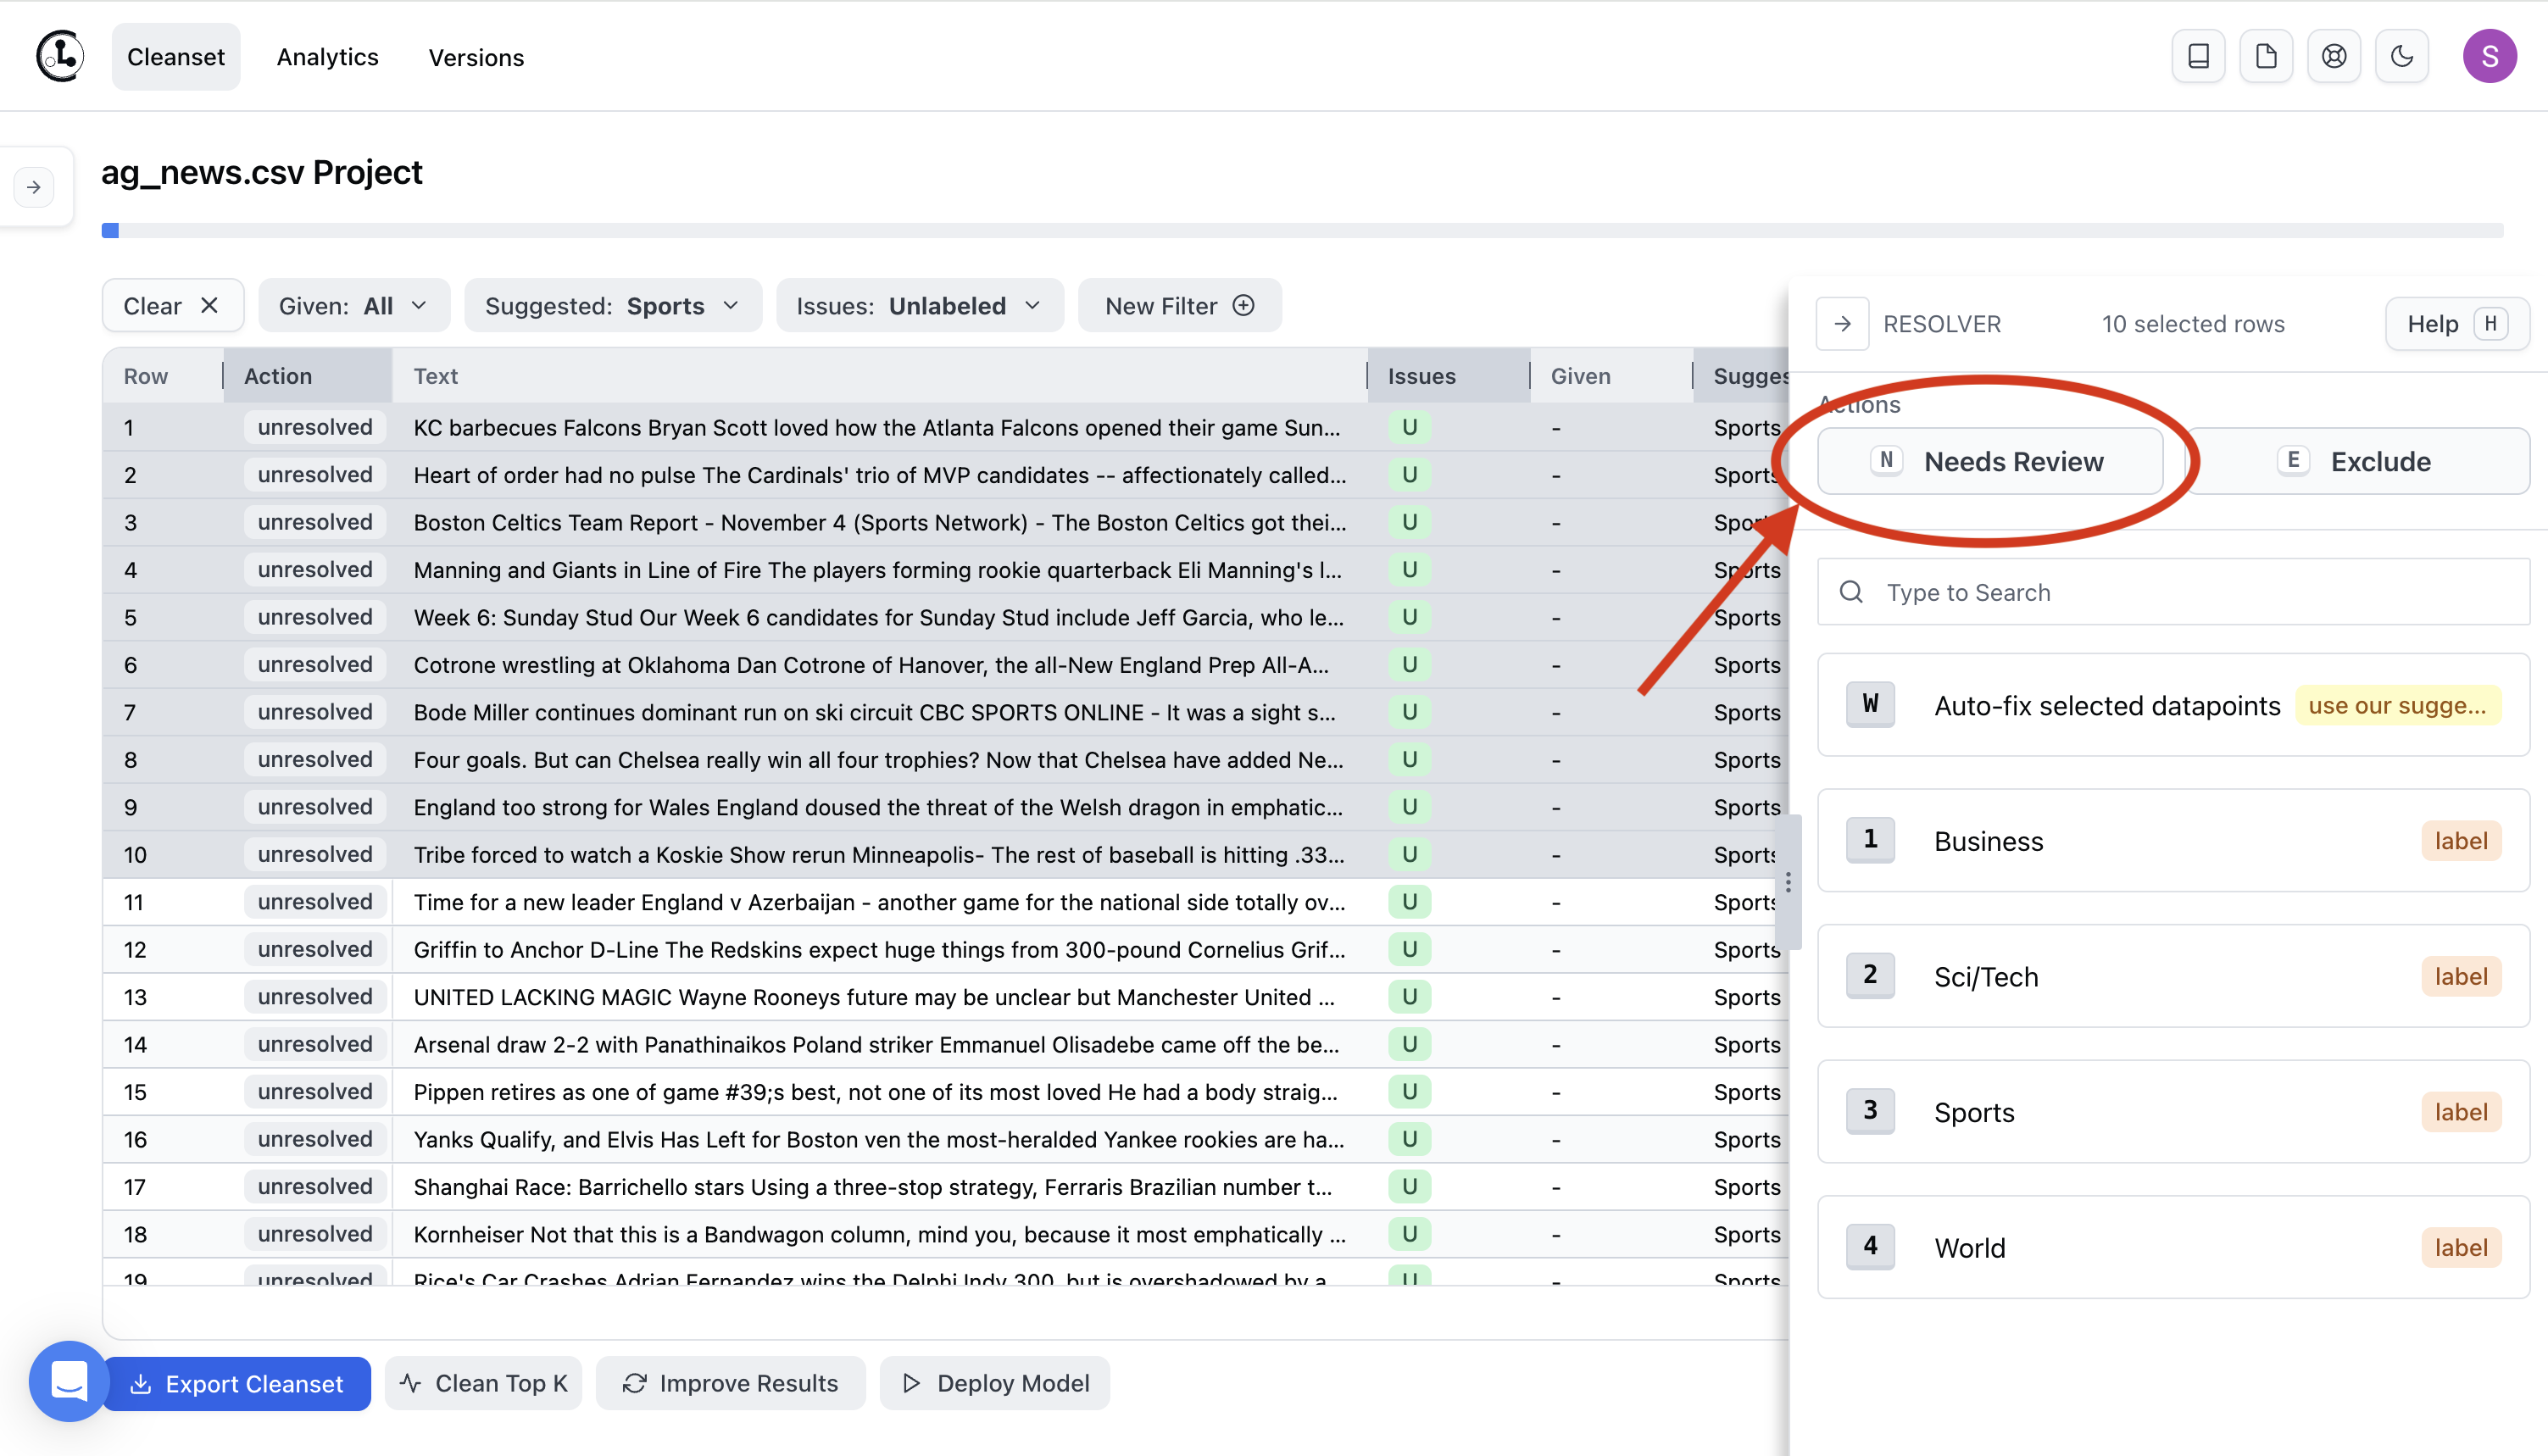 Cleanset Analytics Versions S
ag_news.csv Project
Clear Given: All Suggested: Sports Issues: Unlabeled New Filter
RESOLVER 10 selected rows Help H
Row Action Text Issues Given Sugges
Actions
N Needs Review E Exclude
1 unresolved KC barbecues Falcons Bryan Scott loved how the Atlanta Falcons opened their game Sun... U - Sports
2 unresolved Heart of order had no pulse The Cardinals' trio of MVP candidates -- affectionately called... U - Sports
3 unresolved Boston Celtics Team Report - November 4 (Sports Network) - The Boston Celtics got thei... U - Sports
4 unresolved Manning and Giants in Line of Fire The players forming rookie quarterback Eli Manning's l... U - Sports
5 unresolved Week 6: Sunday Stud Our Week 6 candidates for Sunday Stud include Jeff Garcia, who le... U - Sports
6 unresolved Cotrone wrestling at Oklahoma Dan Cotrone of Hanover, the all-New England Prep All-A... U - Sports
7 unresolved Bode Miller continues dominant run on ski circuit CBC SPORTS ONLINE - It was a sight s... U - Sports
8 unresolved Four goals. But can Chelsea really win all four trophies? Now that Chelsea have added Ne... U - Sports
9 unresolved England too strong for Wales England doused the threat of the Welsh dragon in emphatic... U - Sports
10 unresolved Tribe forced to watch a Koskie Show rerun Minneapolis- The rest of baseball is hitting .33... U - Sports
11 unresolved Time for a new leader England v Azerbaijan - another game for the national side totally ov... U - Sports
12 unresolved Griffin to Anchor D-Line The Redskins expect huge things from 300-pound Cornelius Grif... U - Sports
13 unresolved UNITED LACKING MAGIC Wayne Rooneys future may be unclear but Manchester United ... U - Sports
14 unresolved Arsenal draw 2-2 with Panathinaikos Poland striker Emmanuel Olisadebe came off the be... U - Sports
15 unresolved Pippen retires as one of game #39;s best, not one of its most loved He had a body straig... U - Sports
16 unresolved Yanks Qualify, and Elvis Has Left for Boston ven the most-heralded Yankee rookies are ha... U - Sports
17 unresolved Shanghai Race: Barrichello stars Using a three-stop strategy, Ferraris Brazilian number t... U - Sports
18 unresolved Kornheiser Not that this is a Bandwagon column, mind you, because it most emphatically ... U - Sports
19 unresolved Rice's Car Crashes Adrian Fernandez wins the Delphi Indy 300, but is overshadowed by a U - Sports
Type to Search
W Auto-fix selected datapoints use our sugge...
1 Business label
2 Sci/Tech label
3 Sports label
4 World label
Export Cleanset Clean Top K Improve Results Deploy Model